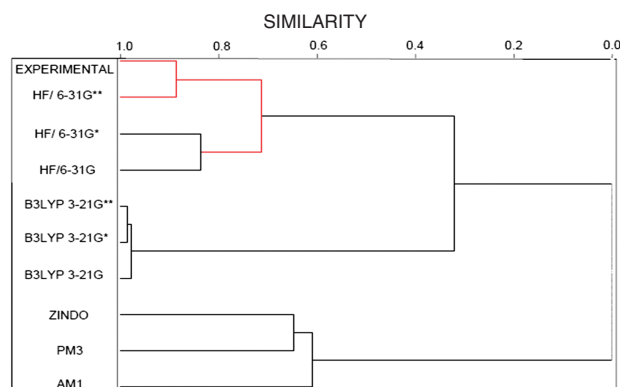 SIMILARITY
1.0 0.8 0.6 0.4 0.2 0.0
EXPERIMENTAL
HF/ 6-31G**
HF/ 6-31G*
HF/6-31G
B3LYP 3-21G**
B3LYP 3-21G*
B3LYP 3-21G
ZINDO
PM3
AM1